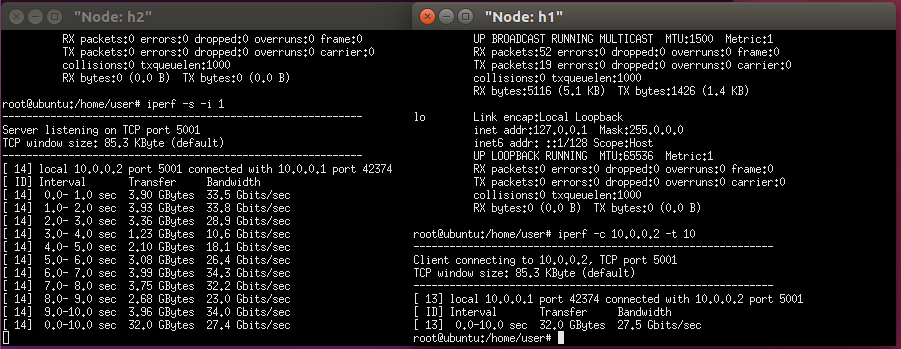 "Node: h2"
RX packets:0 errors:0 dropped:0 overruns:0 frame:0
TX packets:0 errors:0 dropped:0 overruns:0 carrier:0
collisions:0 txqueuelen:1000
RX bytes:0 (0.0 B)  TX bytes:0 (0.0 B)
root@ubuntu:/home/user# iperf -s -i 1
------------------------------------------------------------
Server listening on TCP port 5001
TCP window size: 85.3 KByte (default)
------------------------------------------------------------
[ 14] local 10.0.0.2 port 5001 connected with 10.0.0.1 port 42374
[ ID] Interval       Transfer     Bandwidth
[ 14]  0.0- 1.0 sec  3.90 GBytes  33.5 Gbits/sec
[ 14]  1.0- 2.0 sec  3.93 GBytes  33.8 Gbits/sec
[ 14]  2.0- 3.0 sec  3.36 GBytes  28.9 Gbits/sec
[ 14]  3.0- 4.0 sec  1.23 GBytes  10.6 Gbits/sec
[ 14]  4.0- 5.0 sec  2.10 GBytes  18.1 Gbits/sec
[ 14]  5.0- 6.0 sec  3.08 GBytes  26.4 Gbits/sec
[ 14]  6.0- 7.0 sec  3.99 GBytes  34.3 Gbits/sec
[ 14]  7.0- 8.0 sec  3.75 GBytes  32.2 Gbits/sec
[ 14]  8.0- 9.0 sec  2.68 GBytes  23.0 Gbits/sec
[ 14]  9.0-10.0 sec  3.96 GBytes  34.0 Gbits/sec
[ 14]  0.0-10.0 sec  32.0 GBytes  27.4 Gbits/sec
"Node: h1"
UP BROADCAST RUNNING MULTICAST  MTU:1500  Metric:1
RX packets:52 errors:0 dropped:0 overruns:0 frame:0
TX packets:19 errors:0 dropped:0 overruns:0 carrier:0
collisions:0 txqueuelen:1000
RX bytes:5116 (5.1 KB)  TX bytes:1426 (1.4 KB)
lo        Link encap:Local Loopback
inet addr:127.0.0.1  Mask:255.0.0.0
inet6 addr: ::1/128 Scope:Host
UP LOOPBACK RUNNING  MTU:65536  Metric:1
RX packets:0 errors:0 dropped:0 overruns:0 frame:0
TX packets:0 errors:0 dropped:0 overruns:0 carrier:0
collisions:0 txqueuelen:1000
RX bytes:0 (0.0 B)  TX bytes:0 (0.0 B)
root@ubuntu:/home/user# iperf -c 10.0.0.2 -t 10
------------------------------------------------------------
Client connecting to 10.0.0.2, TCP port 5001
TCP window size: 85.3 KByte (default)
------------------------------------------------------------
[ 13] local 10.0.0.1 port 42374 connected with 10.0.0.2 port 5001
[ ID] Interval       Transfer     Bandwidth
[ 13]  0.0-10.0 sec  32.0 GBytes  27.5 Gbits/sec
root@ubuntu:/home/user#